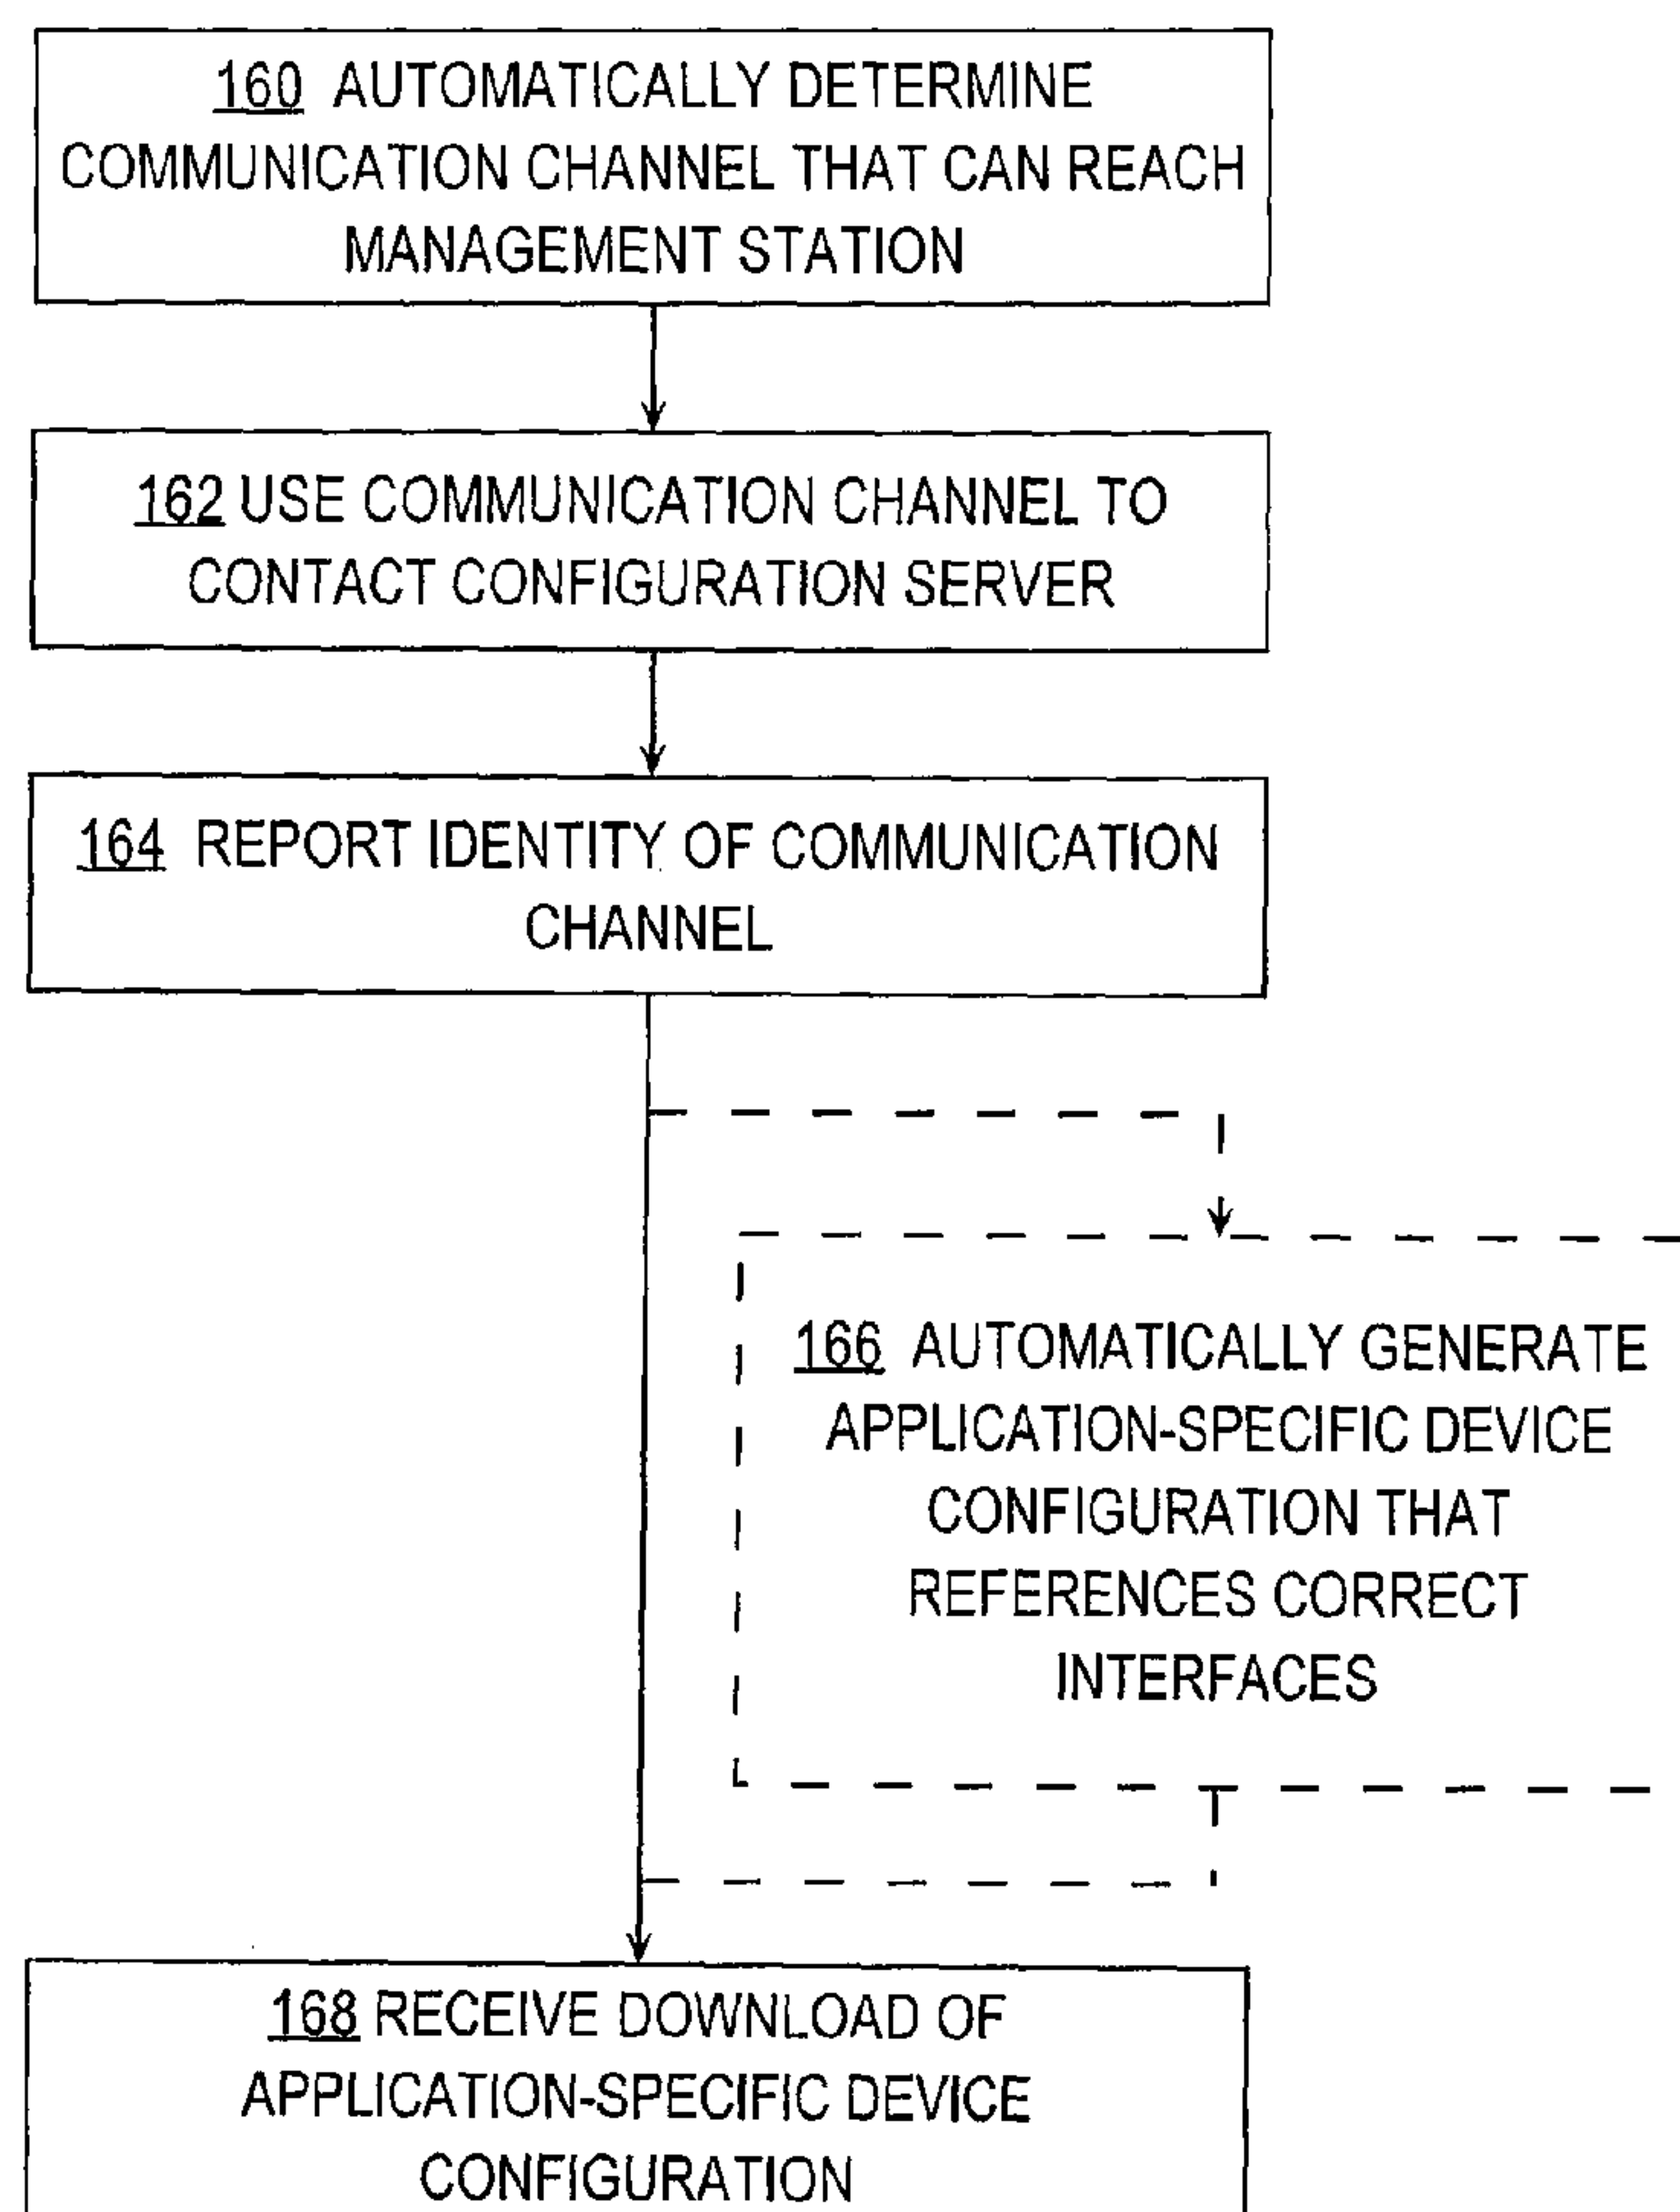 160 AUTOMATICALLY DETERMINE
COMMUNICATION CHANNEL THAT CAN REACH
MANAGEMENT STATION
162 USE COMMUNICATION CHANNEL TO
CONTACT CONFIGURATION SERVER
164 REPORT IDENTITY OF COMMUNICATION
CHANNEL
166 AUTOMATICALLY GENERATE
APPLICATION-SPECIFIC DEVICE
CONFIGURATION THAT
REFERENCES CORRECT
INTERFACES
168 RECEIVE DOWNLOAD OF
APPLICATION-SPECIFIC DEVICE
CONFIGURATION